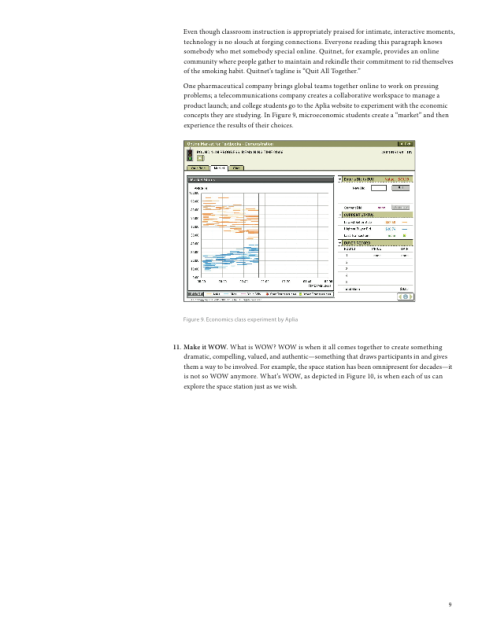 Even though classroom instruction is appropriately praised for intimate, interactive moments,
technology is no slouch at forging connections. Everyone reading this paragraph knows
somebody who met somebody special online. Quitnet, for example, provides an online
community where people gather to maintain and rekindle their commitment to rid themselves
of the smoking habit. Quitnet's tagline is "Quit All Together."
One pharmaceutical company brings global teams together online to work on pressing
problems; a telecommunications company creates a collaborative workspace to manage a
product launch; and college students go to the Aplia website to experiment with the economic
concepts they are studying. In Figure 9, microeconomic students create a "market" and then
experience the results of their choices.
Figure 9. Economics class experiment by Aplia
11. Make it WOW. What is WOW? WOW is when it all comes together to create something
dramatic, compelling, valued, and authentic—something that draws participants in and gives
them a way to be involved. For example, the space station has been omnipresent for decades—it
is not so WOW anymore. What's WOW, as depicted in Figure 10, is when each of us can
explore the space station just as we wish.
9